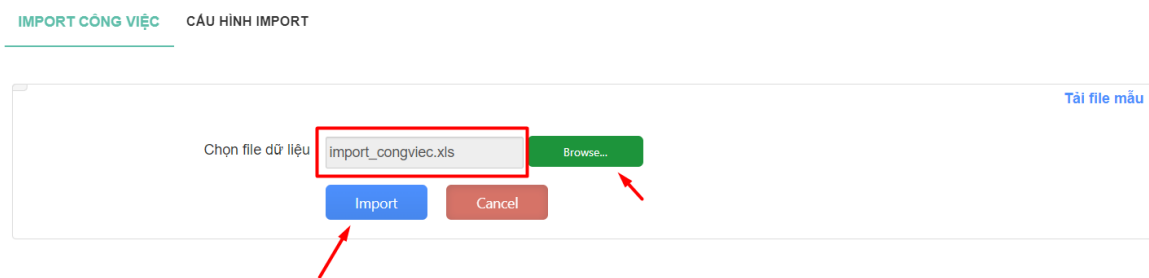 IMPORT CÔNG VIỆC CẤU HÌNH IMPORT
Tải file mẫu
Chọn file dữ liệu import_congviec.xls Browse...
Import Cancel